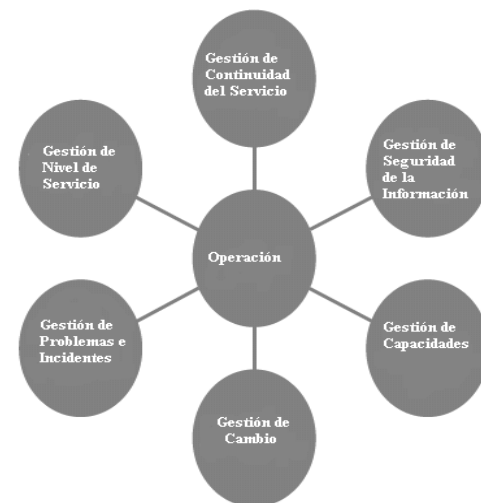 Gestión de
Continuidad
del Servicio
Gestión de
Nivel de
Servicio
Gestión de
Seguridad
de la
Información
Operación
Gestión de
Problemas e
Incidentes
Gestión de
Capacidades
Gestión de
Cambio